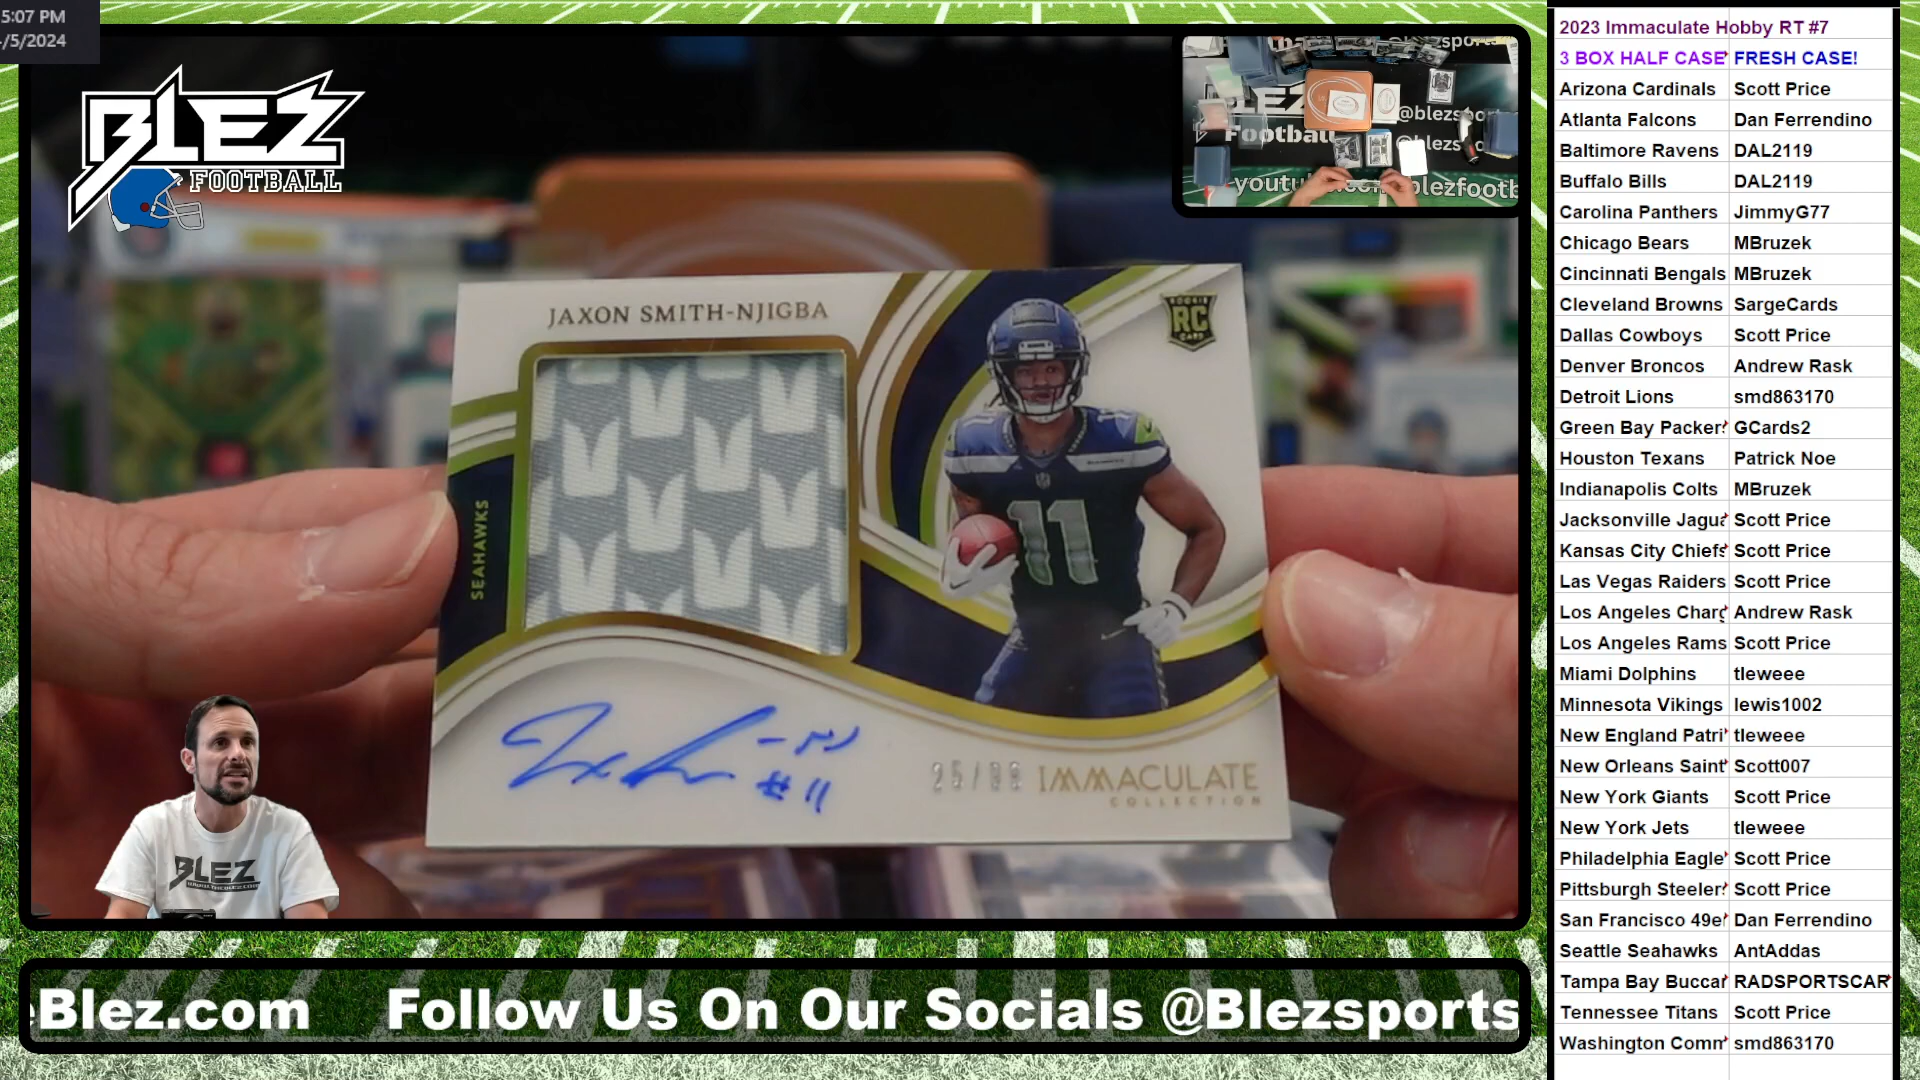 5:07 PM
/5/2024
BLEZ
FOOTBALL
JAXON SMITH-NJIGBA
ROOKIE
RC
CARD
SEAHAWKS
11
#11
IMMACULATE
COLLECTION
BLEZ
@blezsports
Football
eBlez.com Follow Us On Our Socials @Blezsports
2023 Immaculate Hobby RT #7
3 BOX HALF CASE FRESH CASE!
Arizona Cardinals Scott Price
Atlanta Falcons Dan Ferrendino
Baltimore Ravens DAL2119
Buffalo Bills DAL2119
Carolina Panthers JimmyG77
Chicago Bears MBruzek
Cincinnati Bengals MBruzek
Cleveland Browns SargeCards
Dallas Cowboys Scott Price
Denver Broncos Andrew Rask
Detroit Lions smd863170
Green Bay Packer GCards2
Houston Texans Patrick Noe
Indianapolis Colts MBruzek
Jacksonville Jagua Scott Price
Kansas City Chiefs Scott Price
Las Vegas Raiders Scott Price
Los Angeles Charg Andrew Rask
Los Angeles Rams Scott Price
Miami Dolphins tleweee
Minnesota Vikings lewis1002
New England Patri tleweee
New Orleans Saint Scott007
New York Giants Scott Price
New York Jets tleweee
Philadelphia Eagle Scott Price
Pittsburgh Steeler Scott Price
San Francisco 49e Dan Ferrendino
Seattle Seahawks AntAddas
Tampa Bay Buccar RADSPORTSCAR
Tennessee Titans Scott Price
Washington Comm smd863170